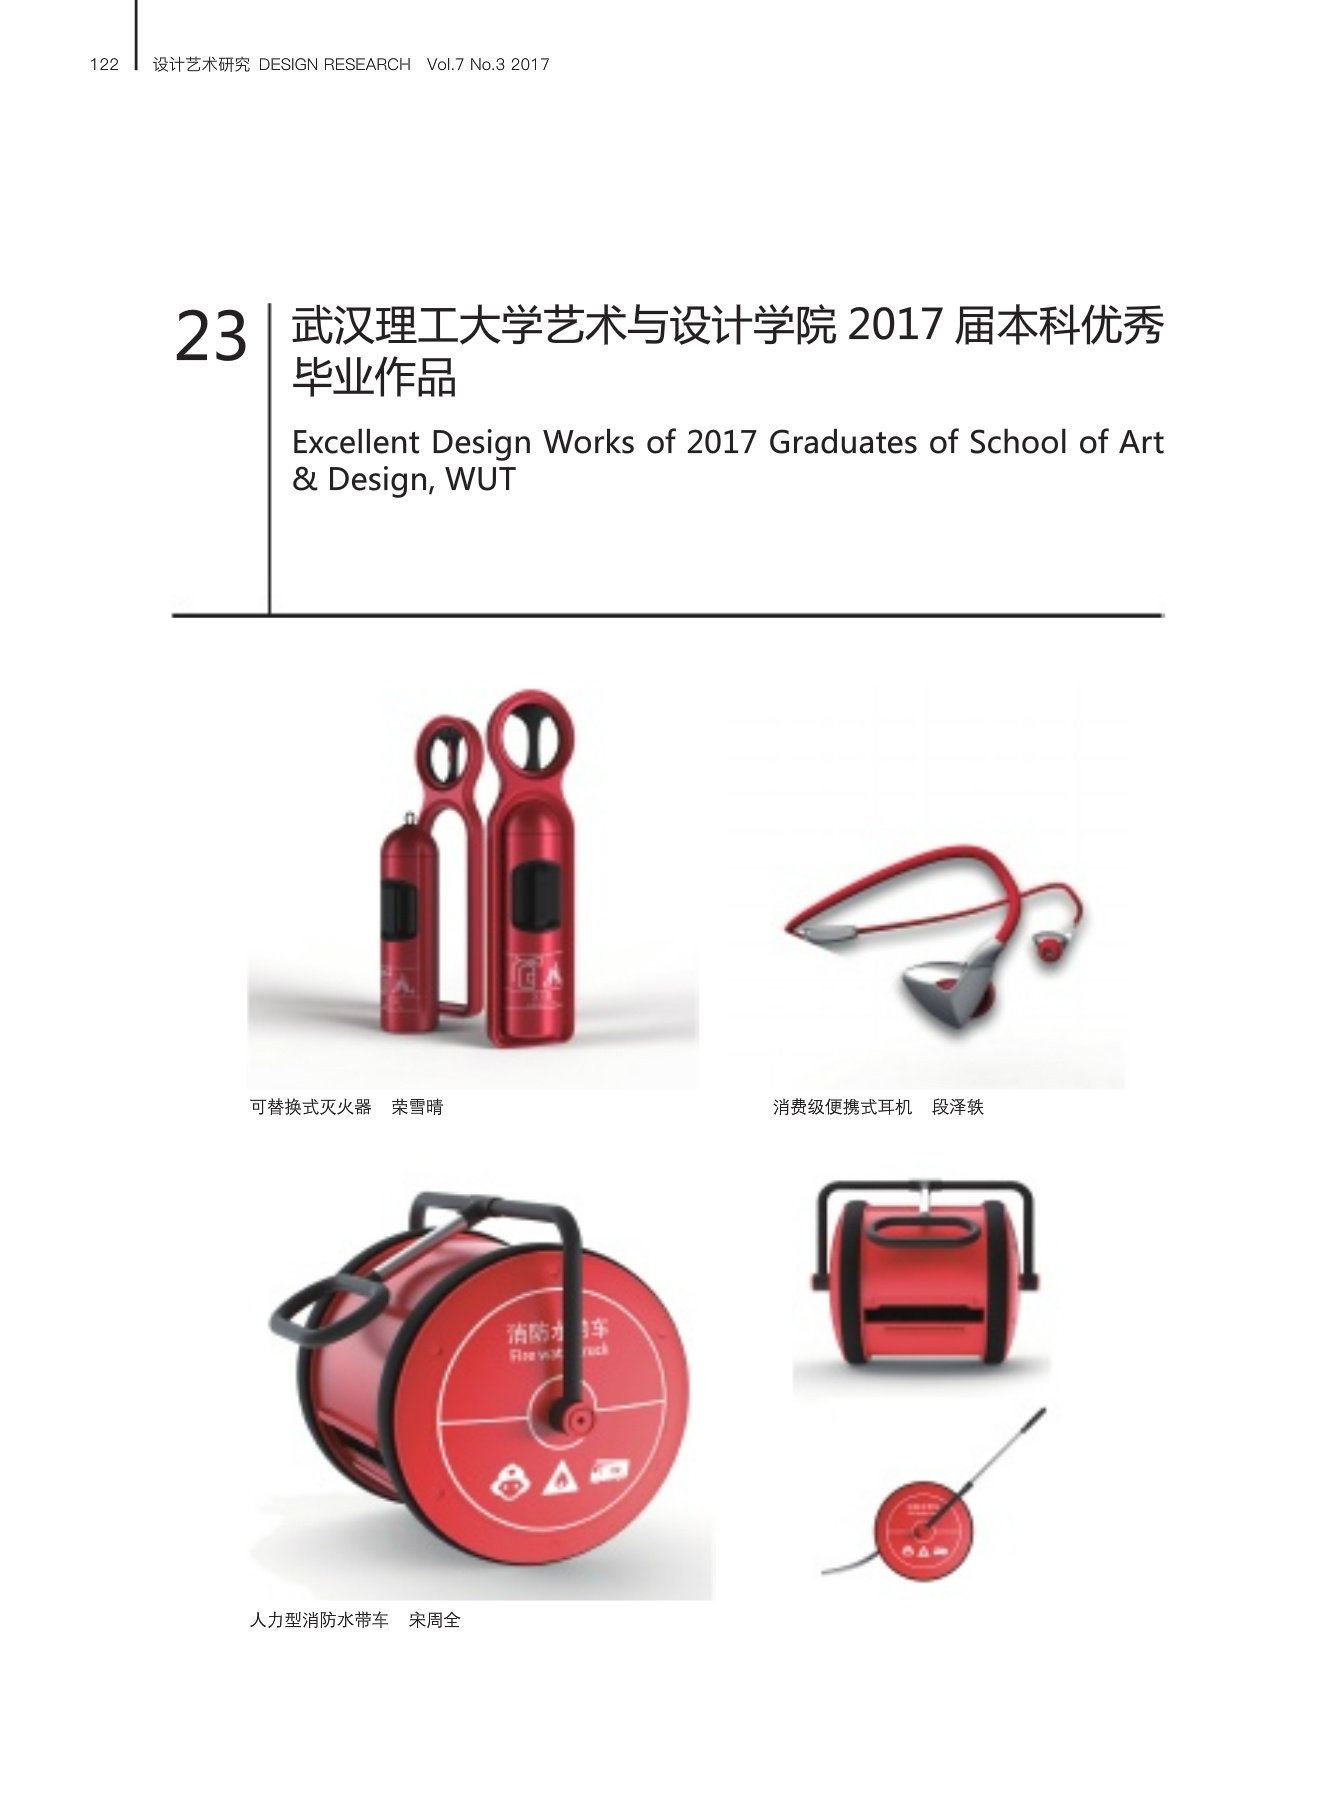 122
设计艺术研究 DESIGN RESEARCH Vol.7 No.3 2017
23
武汉理工大学艺术与设计学院 2017 届本科优秀
毕业作品
Excellent Design Works of 2017 Graduates of School of Art
& Design, WUT
可替换式灭火器 荣雪晴
消费级便携式耳机 段泽轶
消防水带车
Fire water truck
人力型消防水带车 宋周全